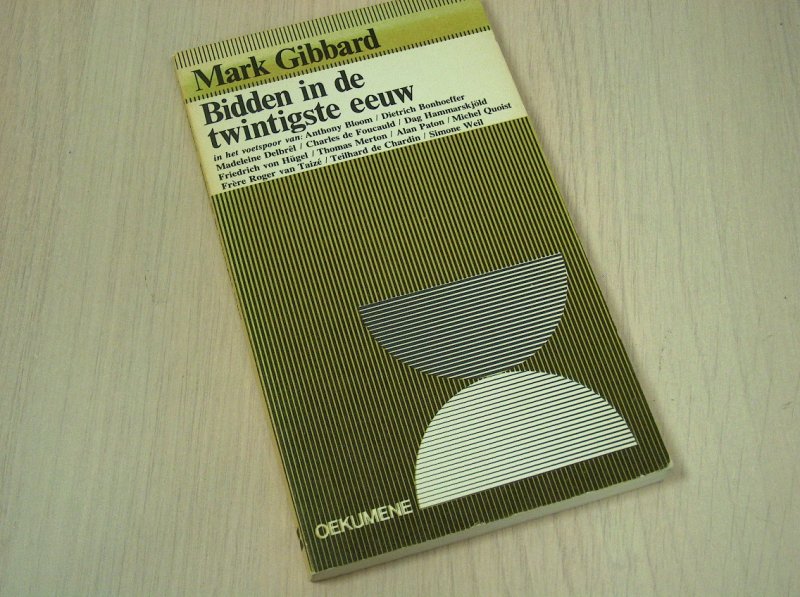 Mark Gibbard
Bidden in de
twintigste eeuw
in het voetspoor van: Anthony Bloom / Dietrich Bonhoeffer
Madeleine Delbrêl / Charles de Foucauld / Dag Hammarskjöld
Friedrich von Hügel / Thomas Merton / Alan Paton / Michel Quoist
Frère Roger van Taizé / Teilhard de Chardin / Simone Weil
OEKUMENE